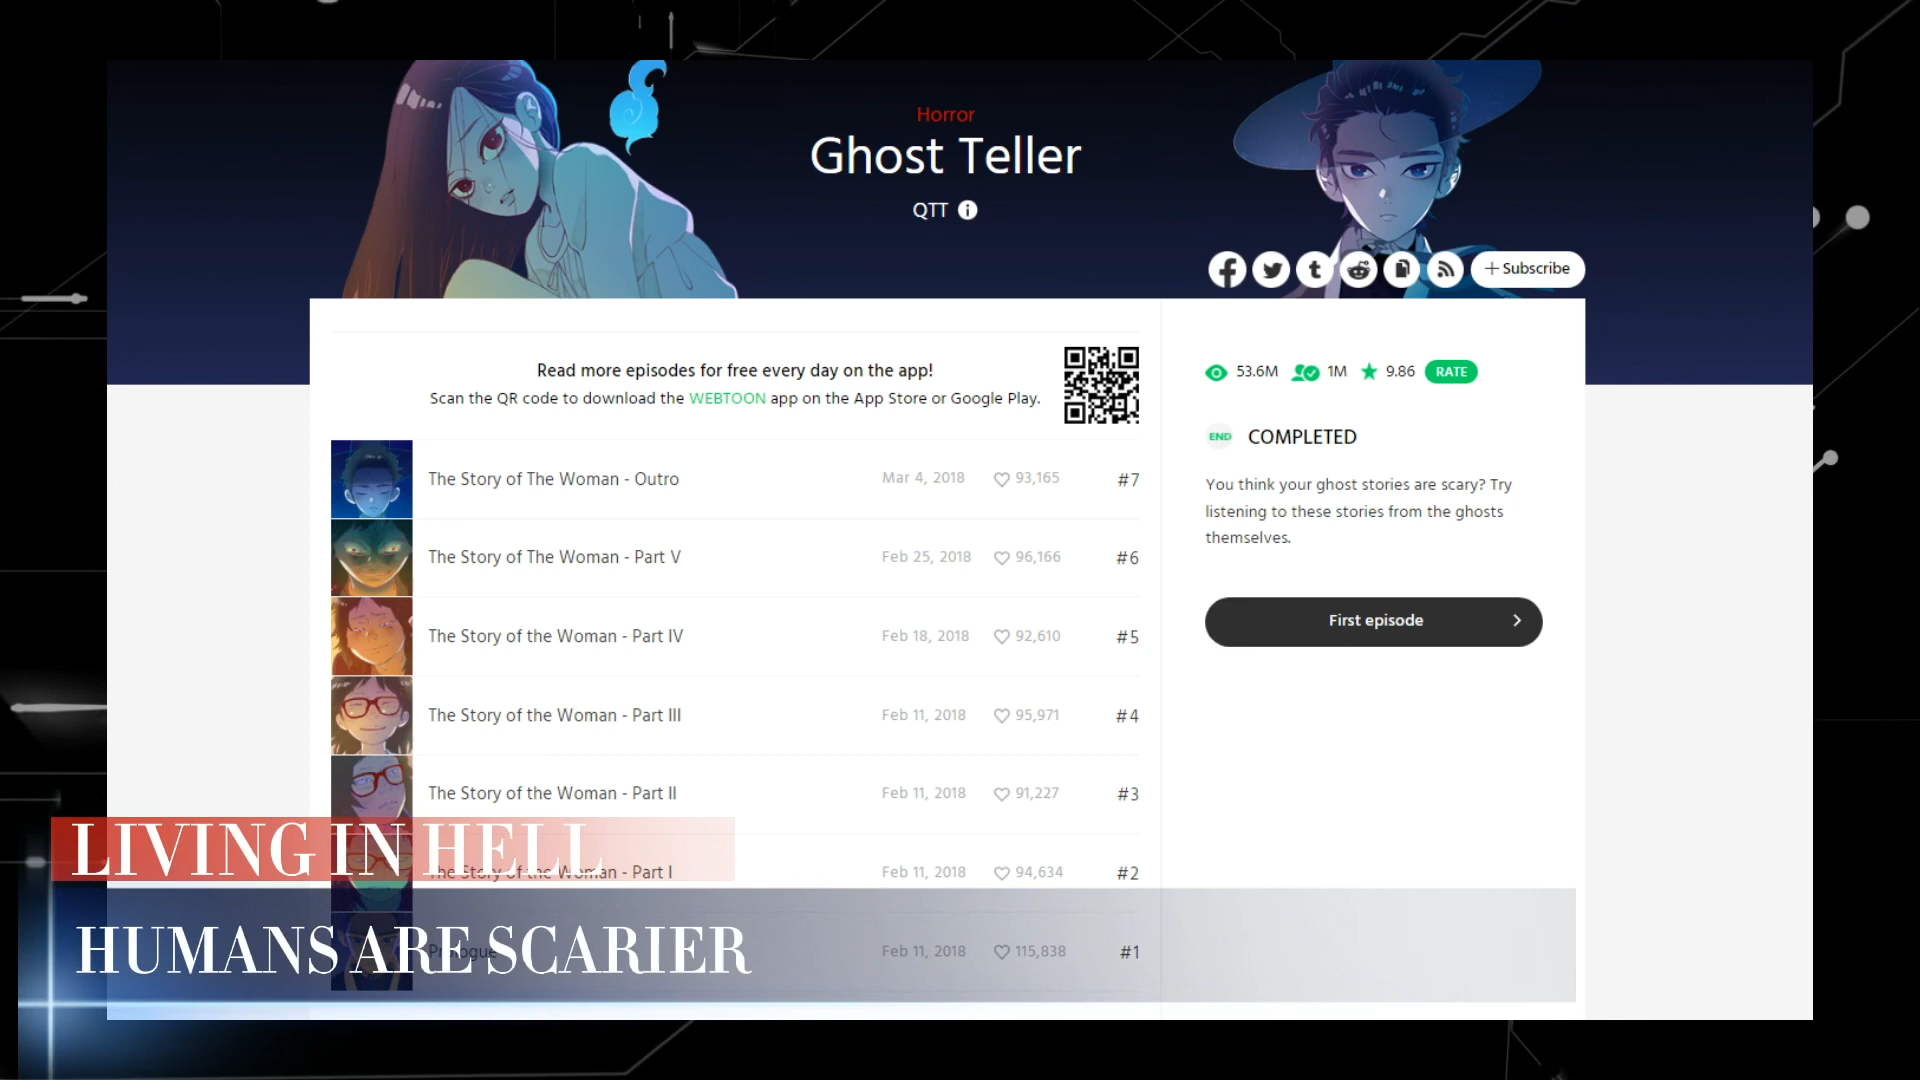 Horror
Ghost Teller
QTT
+ Subscribe
Read more episodes for free every day on the app!
Scan the QR code to download the WEBTOON app on the App Store or Google Play.
53.6M 1M 9.86 RATE
END COMPLETED
You think your ghost stories are scary? Try
listening to these stories from the ghosts
themselves.
First episode
The Story of The Woman - Outro Mar 4, 2018 93,165 #7
The Story of The Woman - Part V Feb 25, 2018 96,166 #6
The Story of the Woman - Part IV Feb 18, 2018 92,610 #5
The Story of the Woman - Part III Feb 11, 2018 95,971 #4
The Story of the Woman - Part II Feb 11, 2018 91,227 #3
LIVING IN HELL
The Story of the Woman - Part I Feb 11, 2018 94,634 #2
HUMANS ARE SCARIER
Prologue Feb 11, 2018 115,838 #1